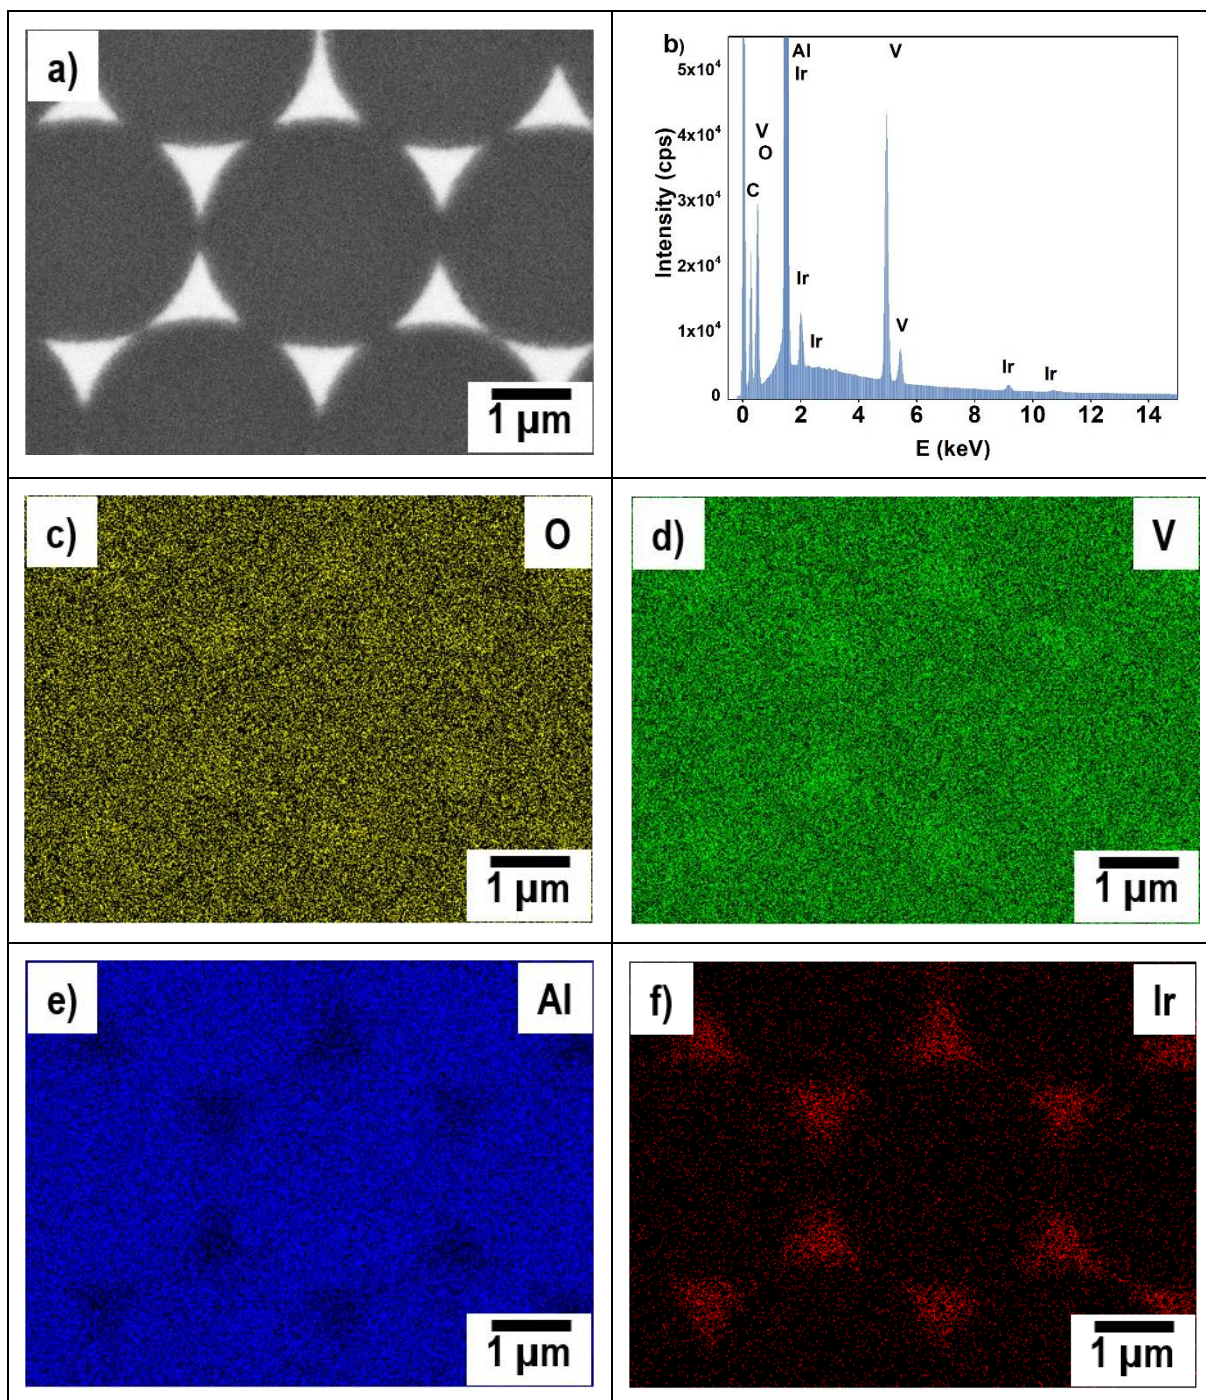 a)
1 µm
b)
Intensity (cps)
5x10⁴
4x10⁴
3x10⁴
2x10⁴
1x10⁴
0
Al
Ir
V
V
O
C
Ir
Ir
V
Ir
Ir
0 2 4 6 8 10 12 14
E (keV)
c)
O
1 µm
d)
V
1 µm
e)
Al
1 µm
f)
Ir
1 µm